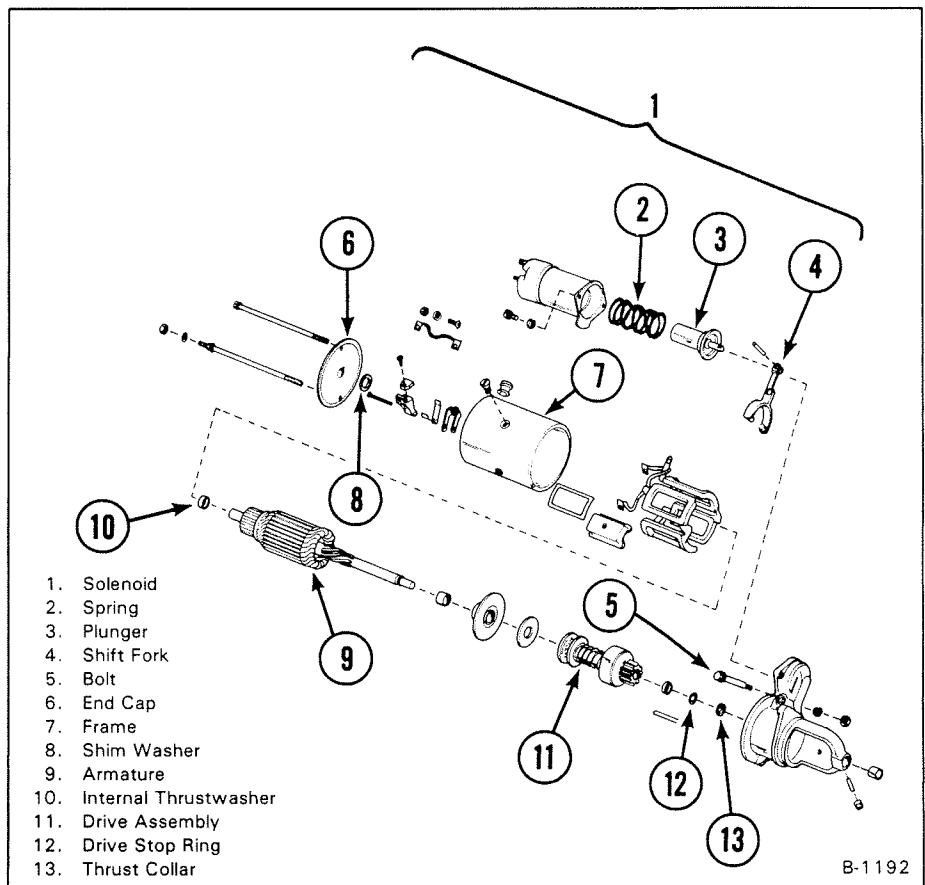 1
2
3
4
6
7
8
10
5
9
11
12
13
1. Solenoid
2. Spring
3. Plunger
4. Shift Fork
5. Bolt
6. End Cap
7. Frame
8. Shim Washer
9. Armature
10. Internal Thrustwasher
11. Drive Assembly
12. Drive Stop Ring
13. Thrust Collar
B-1192